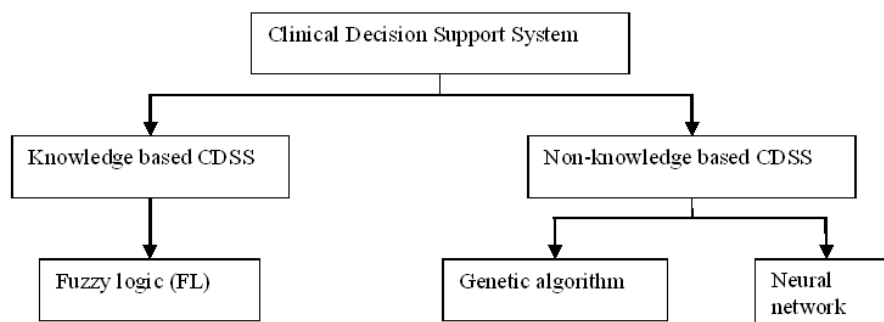 Clinical Decision Support System
Knowledge based CDSS
Non-knowledge based CDSS
Fuzzy logic (FL)
Genetic algorithm
Neural
network